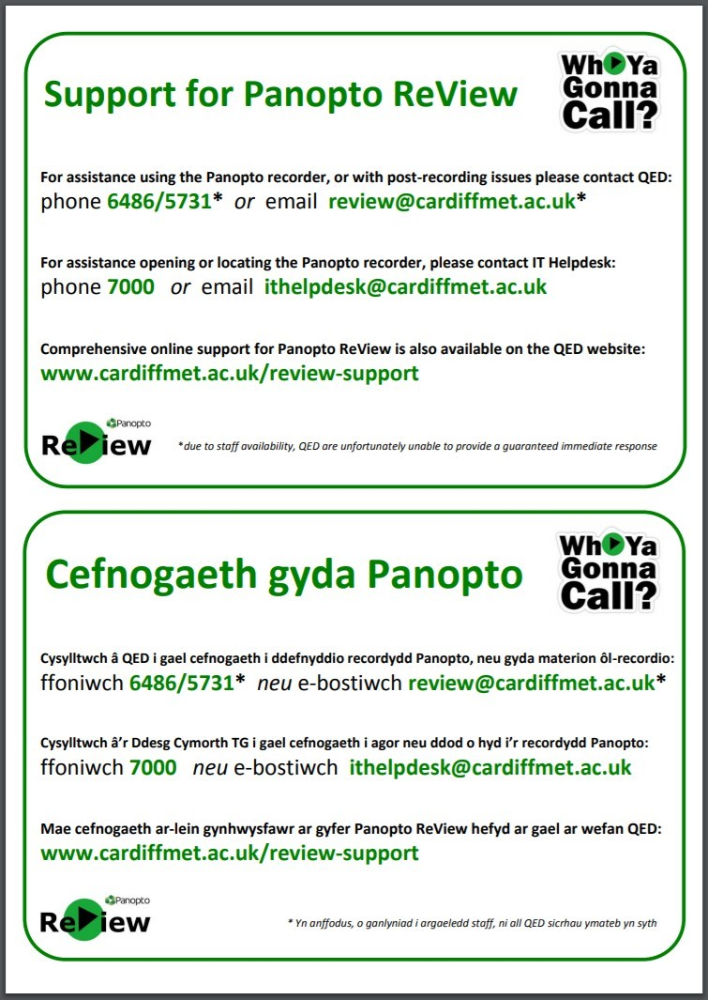 Support for Panopto ReView
Wh Ya
Gonna
Call?
For assistance using the Panopto recorder, or with post-recording issues please contact QED:
phone 6486/5731* or email review@cardiffmet.ac.uk*
For assistance opening or locating the Panopto recorder, please contact IT Helpdesk:
phone 7000 or email ithelpdesk@cardiffmet.ac.uk
Comprehensive online support for Panopto ReView is also available on the QED website:
www.cardiffmet.ac.uk/review-support
Panopto
ReView
*due to staff availability, QED are unfortunately unable to provide a guaranteed immediate response
Cefnogaeth gyda Panopto
Wh Ya
Gonna
Call?
Cysylltwch â QED i gael cefnogaeth i ddefnyddio recordydd Panopto, neu gyda materion ôl-recordio:
ffoniwch 6486/5731* neu e-bostiwch review@cardiffmet.ac.uk*
Cysylltwch â’r Ddesg Cymorth TG i gael cefnogaeth i agor neu ddod o hyd i’r recordydd Panopto:
ffoniwch 7000 neu e-bostiwch ithelpdesk@cardiffmet.ac.uk
Mae cefnogaeth ar-lein gynhwysfawr ar gyfer Panopto ReView hefyd ar gael ar wefan QED:
www.cardiffmet.ac.uk/review-support
Panopto
ReView
* Yn anffodus, o ganlyniad i argaeledd staff, ni all QED sicrhau ymateb yn syth